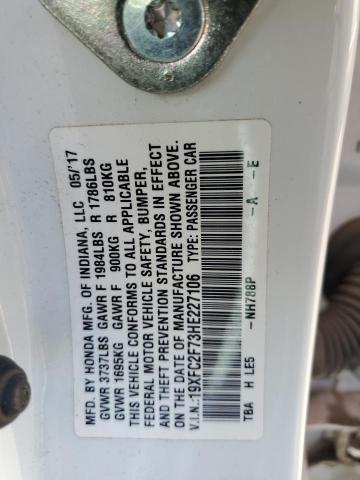 MFD. BY HONDA MFG. OF INDIANA, LLC 05/'17
GVWR 3737LBS GAWR F 1984LBS R 1786LBS
GVWR 1695KG GAWR F 900KG R 810KG
THIS VEHICLE CONFORMS TO ALL APPLICABLE
FEDERAL MOTOR VEHICLE SAFETY, BUMPER,
AND THEFT PREVENTION STANDARDS IN EFFECT
ON THE DATE OF MANUFACTURE SHOWN ABOVE.
V.I.N.:19XFC2F73HE227106 TYPE: PASSENGER CAR
-NH788P -A -E
TBA H LE5